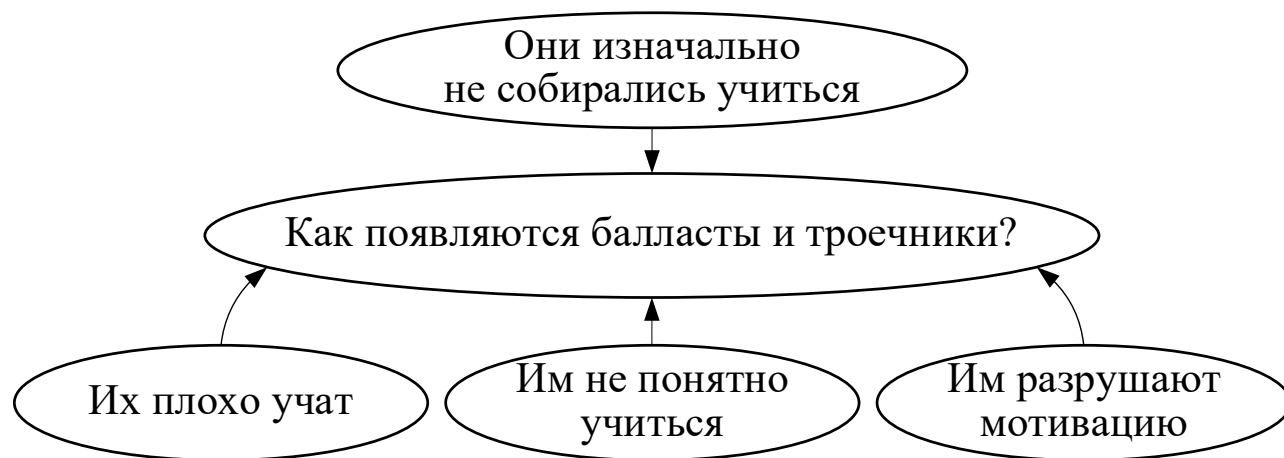 Они изначально
не собирались учиться
Как появляются балласты и троечники?
Их плохо учат
Им не понятно
учиться
Им разрушают
мотивацию